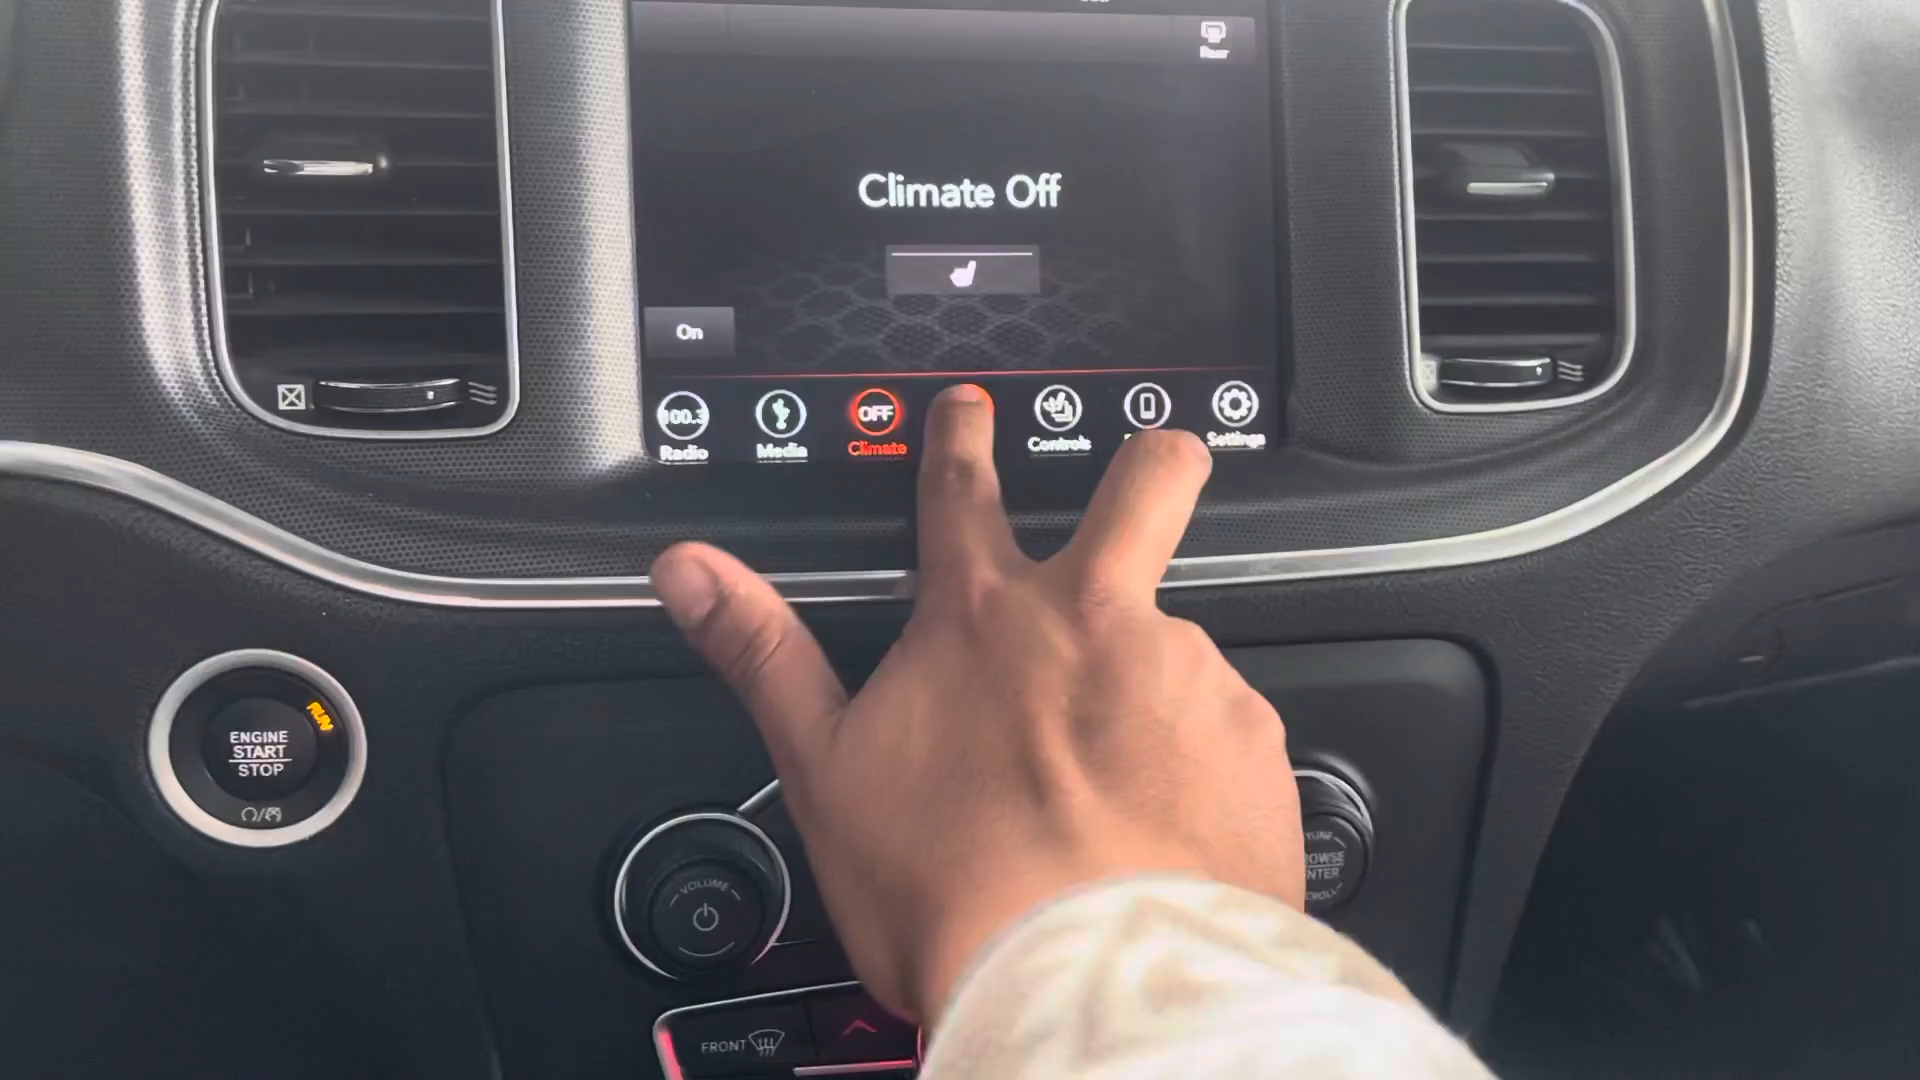 Rear
Climate Off
On
100.3
OFF
Radio
Media
Climate
Controls
Settings
RUN
ENGINE
START
STOP
VOLUME
FRONT